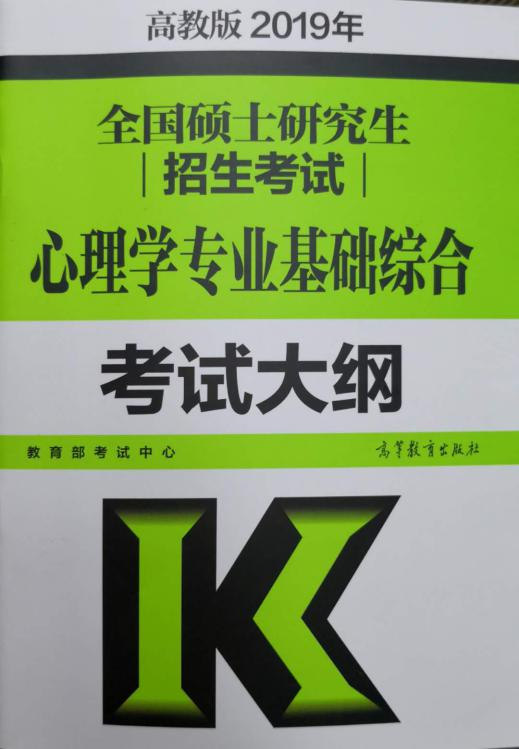 高教版 2019年
全国硕士研究生
招生考试
心理学专业基础综合
考试大纲
教育部考试中心 高等教育出版社
K